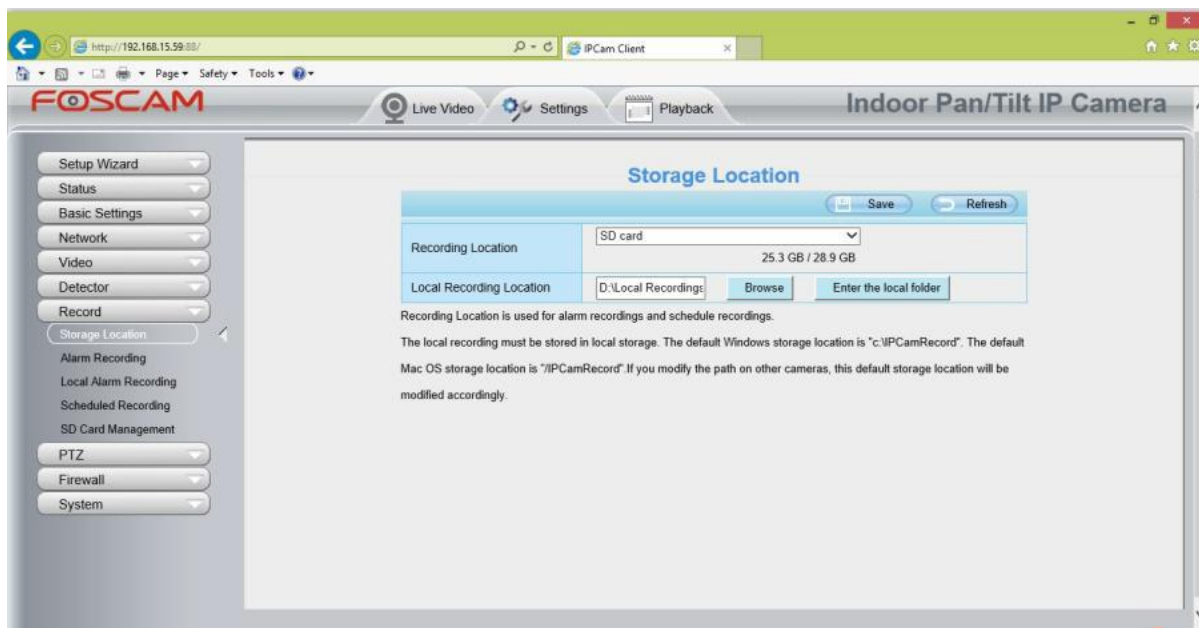 http://192.168.15.59:88/
IPCam Client
Page Safety Tools
FOSCAM
Live Video Settings Playback
Indoor Pan/Tilt IP Camera
Setup Wizard
Status
Basic Settings
Network
Video
Detector
Record
Storage Location
Alarm Recording
Local Alarm Recording
Scheduled Recording
SD Card Management
PTZ
Firewall
System
Storage Location
Save Refresh
Recording Location SD card
25.3 GB / 28.9 GB
Local Recording Location D:\Local Recordings Browse Enter the local folder
Recording Location is used for alarm recordings and schedule recordings.
The local recording must be stored in local storage. The default Windows storage location is "c:\IPCamRecord". The default
Mac OS storage location is "/IPCamRecord".If you modify the path on other cameras, this default storage location will be
modified accordingly.